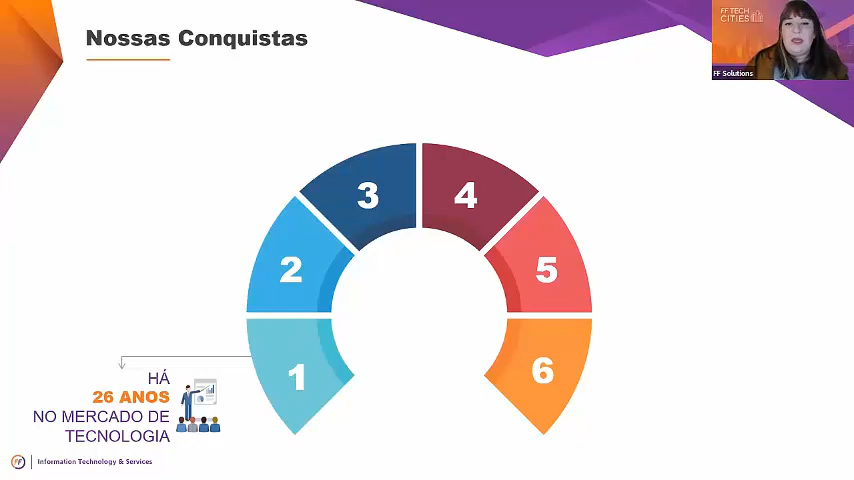 Nossas Conquistas
FF TECH
CITIES
FF Solutions
3
4
2
5
1
6
HÁ
26 ANOS
NO MERCADO DE
TECNOLOGIA
FF
Information Technology & Services